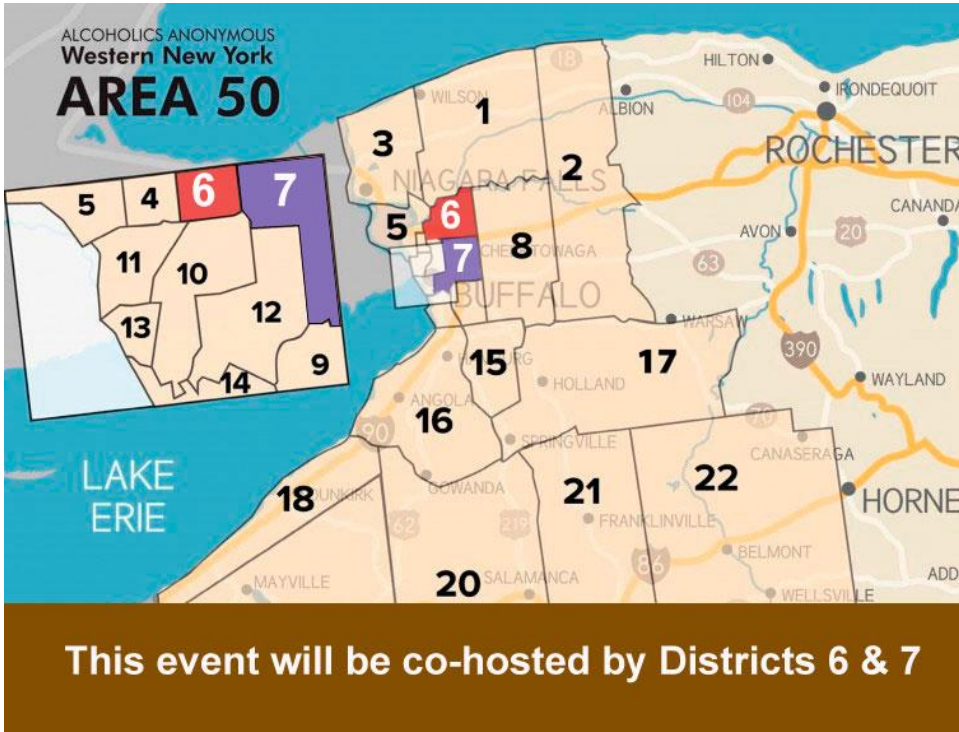 ALCOHOLICS ANONYMOUS
Western New York
AREA 50
18
HILTON
WILSON
1
ALBION
104
IRONDEQUOIT
3
ROCHESTER
2
NIAGARA FALLS
5
4
6
7
6
CANANDA
5
8
AVON
20
7
CHEEKTOWAGA
63
11
10
BUFFALO
12
13
WARSAW
9
14
390
15
HAMBURG
17
HOLLAND
WAYLAND
ANGOLA
16
90
70
SPRINGVILLE
CANASERAGA
LAKE
ERIE
18
DUNKIRK
GOWANDA
21
22
HORNE
62
219
FRANKLINVILLE
86
BELMONT
MAYVILLE
20
SALAMANCA
ADD
WELLSVILLE
This event will be co-hosted by Districts 6 & 7